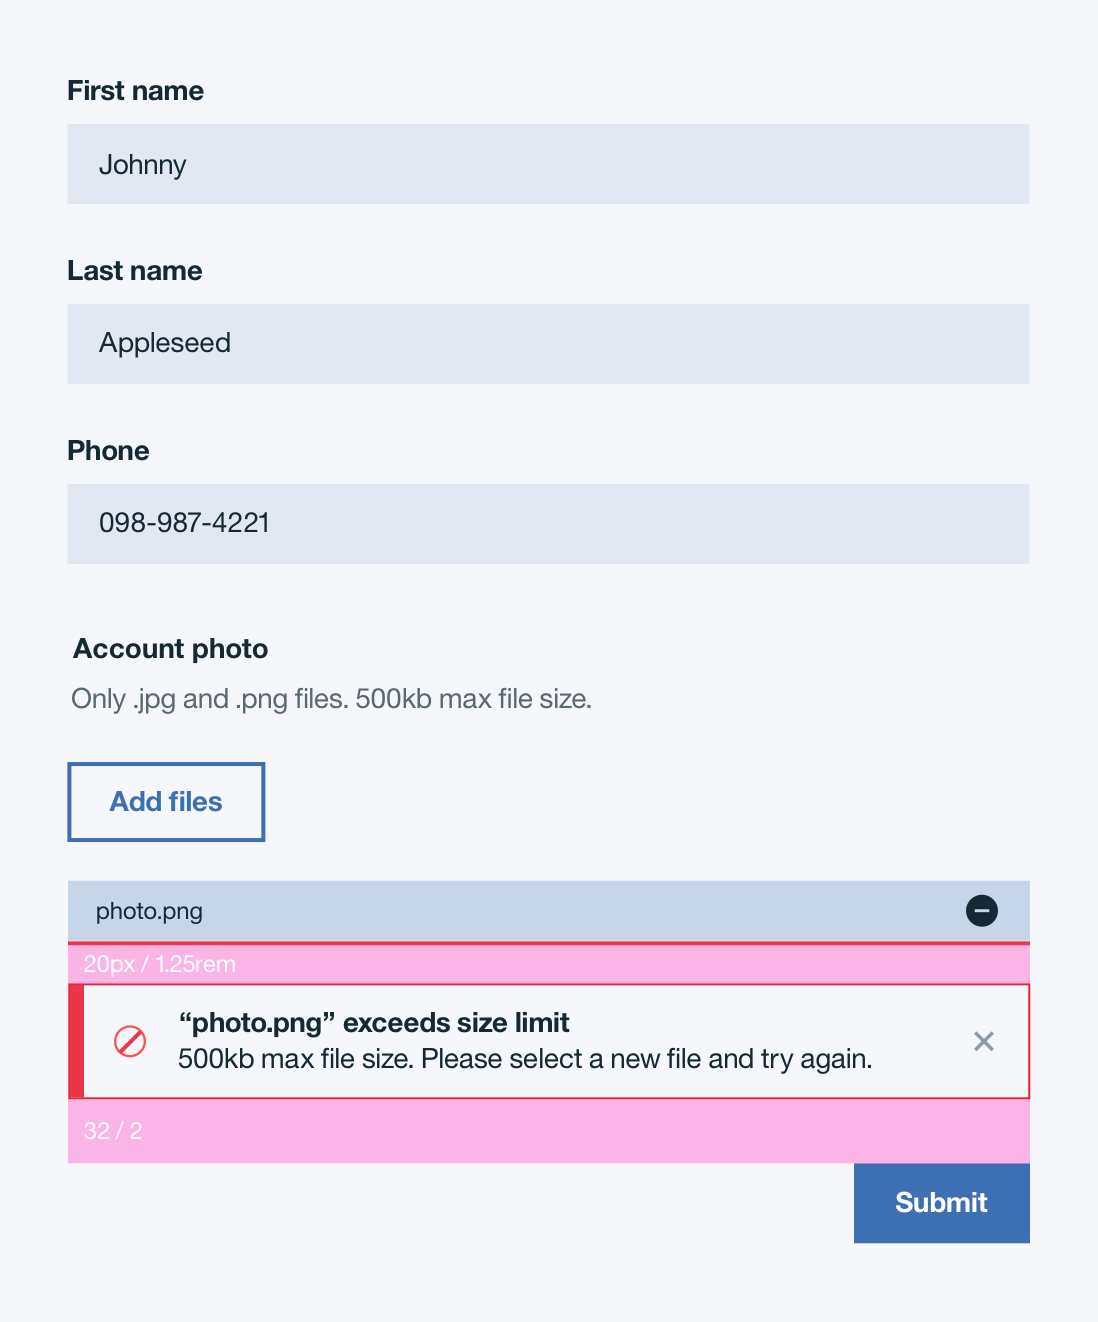 First name
Johnny
Last name
Appleseed
Phone
098-987-4221
Account photo
Only .jpg and .png files. 500kb max file size.
Add files
photo.png
20px / 1.25rem
“photo.png” exceeds size limit
500kb max file size. Please select a new file and try again.
32 / 2
Submit